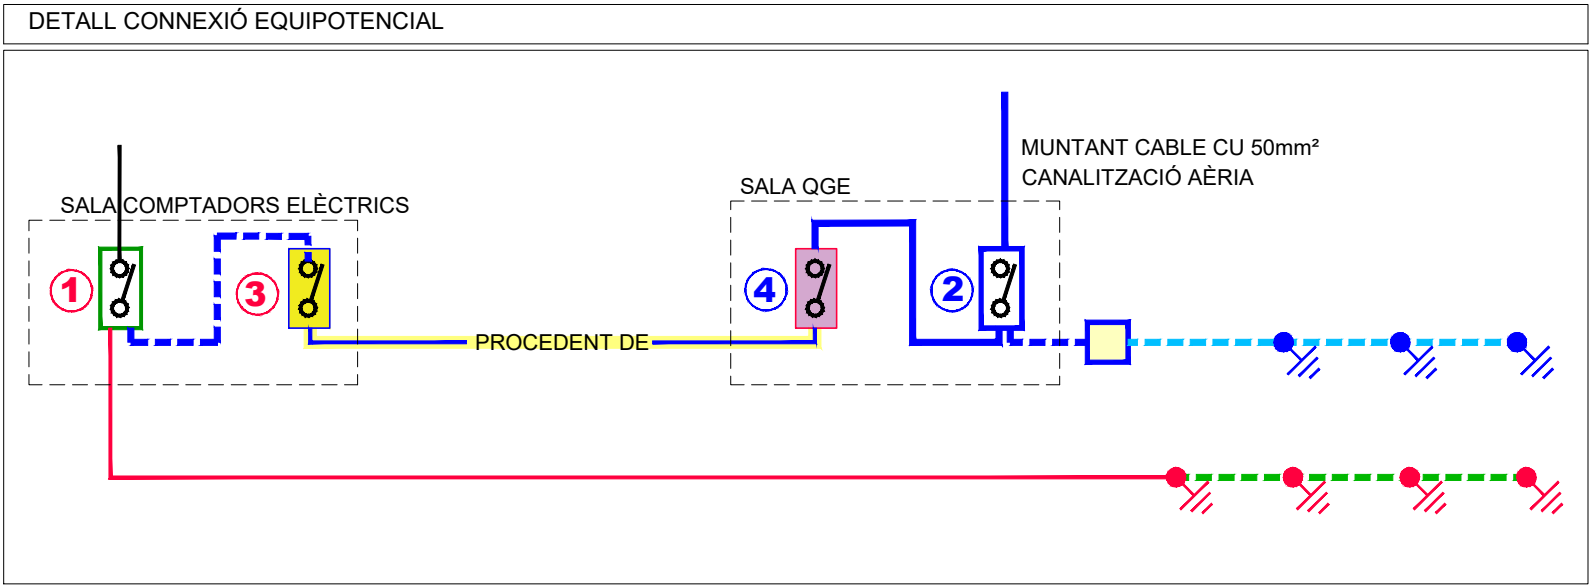 DETALL CONNEXIÓ EQUIPOTENCIAL
MUNTANT CABLE CU 50mm²
CANALITZACIÓ AÈRIA
SALA QGE
SALA COMPTADORS ELÈCTRICS
1
3
4
2
PROCEDENT DE